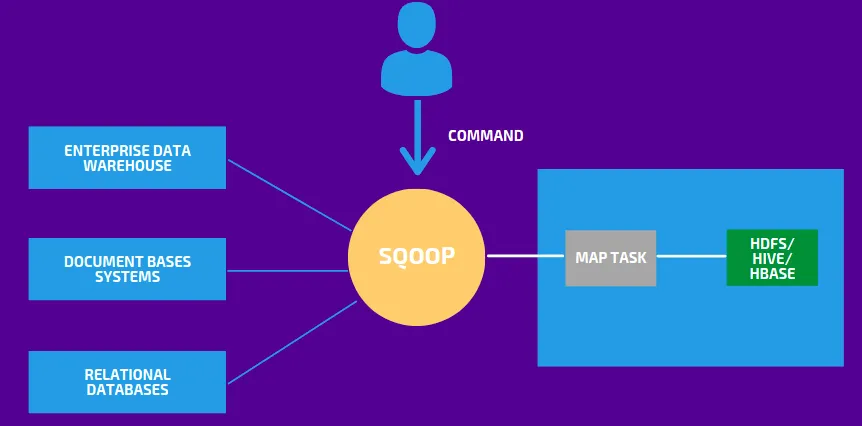 COMMAND
ENTERPRISE DATA
WAREHOUSE
DOCUMENT BASES
SYSTEMS
RELATIONAL
DATABASES
SQOOP
MAP TASK
HDFS/
HIVE/
HBASE